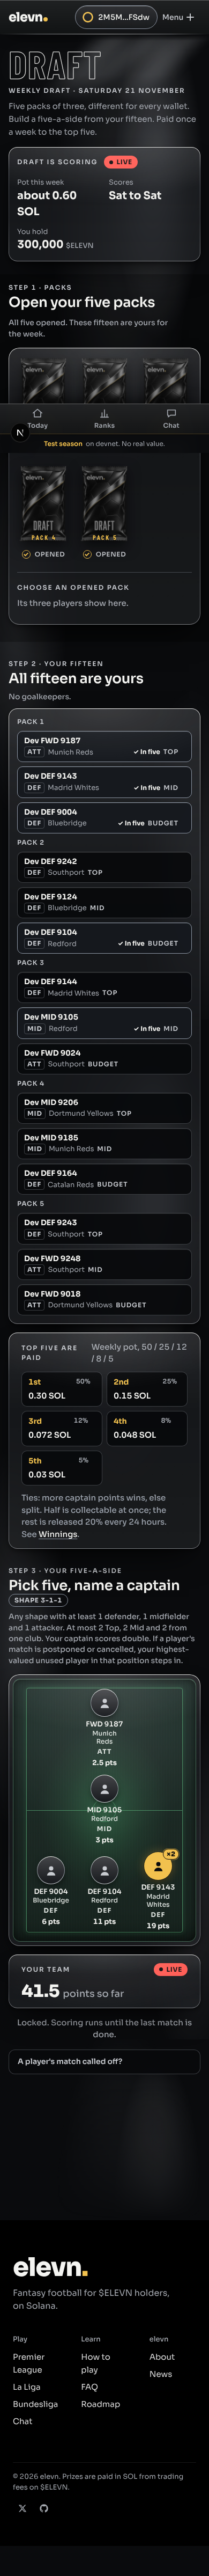 elevn.
2M5M...FSdw
Menu
DRAFT
WEEKLY DRAFT · SATURDAY 21 NOVEMBER
Five packs of three, different for every wallet.
Build a five-a-side from your fifteen. Paid once
a week to the top five.
DRAFT IS SCORING
LIVE
Pot this week
Scores
about 0.60
SOL
Sat to Sat
You hold
300,000 $ELEVN
STEP 1 · PACKS
Open your five packs
All five opened. These fifteen are yours for
the week.
elevn.
elevn.
elevn.
Today
Ranks
Chat
N
Test season on devnet. No real value.
elevn.
elevn.
DRAFT
DRAFT
PACK 4
PACK 5
OPENED
OPENED
CHOOSE AN OPENED PACK
Its three players show here.
STEP 2 · YOUR FIFTEEN
All fifteen are yours
No goalkeepers.
PACK 1
Dev FWD 9187
ATT Munich Reds ✓ In five TOP
Dev DEF 9143
DEF Madrid Whites ✓ In five MID
Dev DEF 9004
DEF Bluebridge ✓ In five BUDGET
PACK 2
Dev DEF 9242
DEF Southport TOP
Dev DEF 9124
DEF Bluebridge MID
Dev DEF 9104
DEF Redford ✓ In five BUDGET
PACK 3
Dev DEF 9144
DEF Madrid Whites TOP
Dev MID 9105
MID Redford ✓ In five MID
Dev FWD 9024
ATT Southport BUDGET
PACK 4
Dev MID 9206
MID Dortmund Yellows TOP
Dev MID 9185
MID Munich Reds MID
Dev DEF 9164
DEF Catalan Reds BUDGET
PACK 5
Dev DEF 9243
DEF Southport TOP
Dev FWD 9248
ATT Southport MID
Dev FWD 9018
ATT Dortmund Yellows BUDGET
TOP FIVE ARE
PAID
Weekly pot, 50 / 25 / 12
/ 8 / 5
1st 50%
0.30 SOL
2nd 25%
0.15 SOL
3rd 12%
0.072 SOL
4th 8%
0.048 SOL
5th 5%
0.03 SOL
Ties: more captain points wins, else
split. Half is collectable at once; the
rest is released 20% every 24 hours.
See Winnings.
STEP 3 · YOUR FIVE-A-SIDE
Pick five, name a captain
SHAPE 3-1-1
Any shape with at least 1 defender, 1 midfielder
and 1 attacker. At most 2 Top, 2 Mid and 2 from
one club. Your captain scores double. If a player's
match is postponed or cancelled, your highest-
valued unused player in that position steps in.
FWD 9187
Munich
Reds
ATT
2.5 pts
MID 9105
Redford
MID
3 pts
DEF 9004
Bluebridge
DEF
6 pts
DEF 9104
Redford
DEF
11 pts
×2
DEF 9143
Madrid
Whites
DEF
19 pts
YOUR TEAM
LIVE
41.5 points so far
Locked. Scoring runs until the last match is
done.
A player's match called off?
elevn.
Fantasy football for $ELEVN holders,
on Solana.
Play
Learn
elevn
Premier
League
How to
play
About
La Liga
FAQ
News
Bundesliga
Roadmap
Chat
© 2026 elevn. Prizes are paid in SOL from trading
fees on $ELEVN.